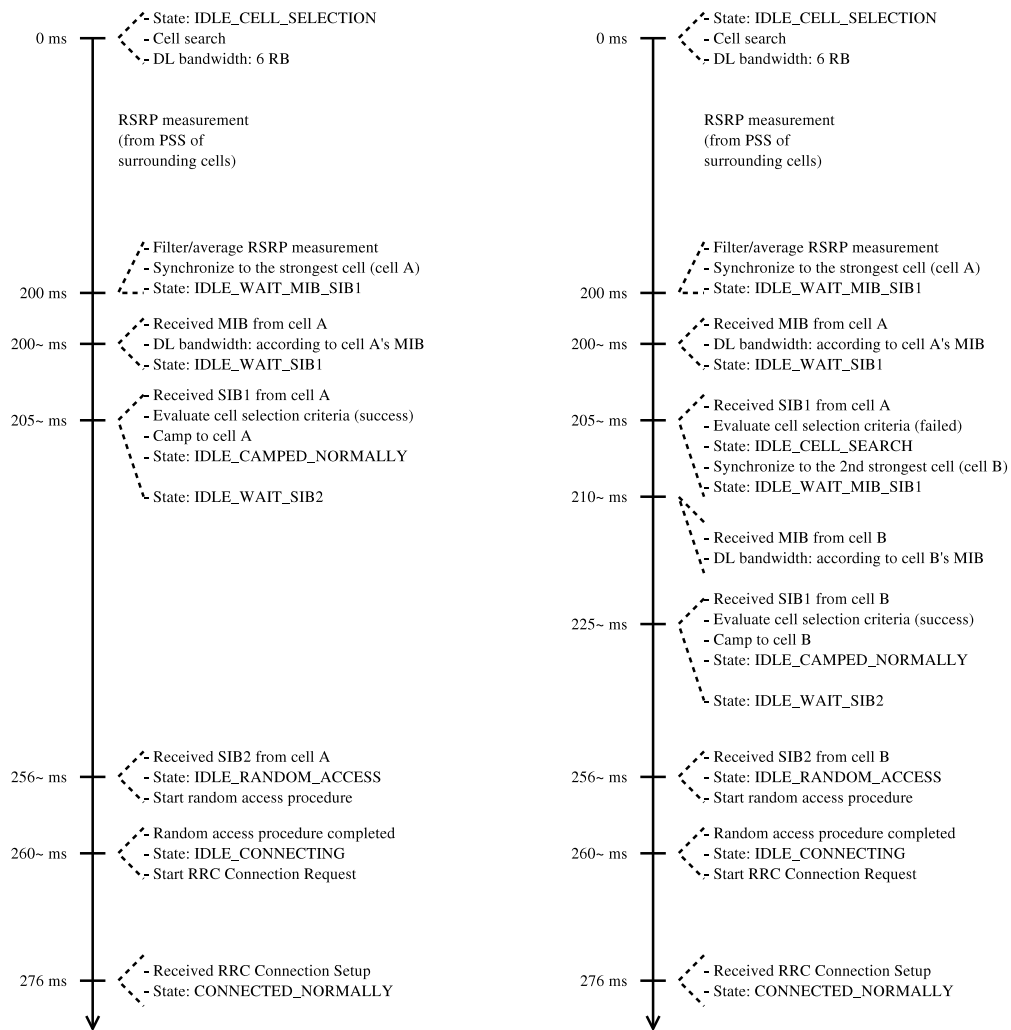 0 ms
- State: IDLE_CELL_SELECTION
- Cell search
- DL bandwidth: 6 RB
RSRP measurement
(from PSS of
surrounding cells)
- Filter/average RSRP measurement
- Synchronize to the strongest cell (cell A)
200 ms
- State: IDLE_WAIT_MIB_SIB1
- Received MIB from cell A
200~ ms
- DL bandwidth: according to cell A's MIB
- State: IDLE_WAIT_SIB1
- Received SIB1 from cell A
205~ ms
- Evaluate cell selection criteria (success)
- Camp to cell A
- State: IDLE_CAMPED_NORMALLY
- State: IDLE_WAIT_SIB2
- Received SIB2 from cell A
256~ ms
- State: IDLE_RANDOM_ACCESS
- Start random access procedure
- Random access procedure completed
260~ ms
- State: IDLE_CONNECTING
- Start RRC Connection Request
- Received RRC Connection Setup
276 ms
- State: CONNECTED_NORMALLY
0 ms
- State: IDLE_CELL_SELECTION
- Cell search
- DL bandwidth: 6 RB
RSRP measurement
(from PSS of
surrounding cells)
- Filter/average RSRP measurement
- Synchronize to the strongest cell (cell A)
200 ms
- State: IDLE_WAIT_MIB_SIB1
- Received MIB from cell A
200~ ms
- DL bandwidth: according to cell A's MIB
- State: IDLE_WAIT_SIB1
- Received SIB1 from cell A
205~ ms
- Evaluate cell selection criteria (failed)
- State: IDLE_CELL_SEARCH
- Synchronize to the 2nd strongest cell (cell B)
- State: IDLE_WAIT_MIB_SIB1
210~ ms
- Received MIB from cell B
- DL bandwidth: according to cell B's MIB
- Received SIB1 from cell B
225~ ms
- Evaluate cell selection criteria (success)
- Camp to cell B
- State: IDLE_CAMPED_NORMALLY
- State: IDLE_WAIT_SIB2
- Received SIB2 from cell B
256~ ms
- State: IDLE_RANDOM_ACCESS
- Start random access procedure
- Random access procedure completed
260~ ms
- State: IDLE_CONNECTING
- Start RRC Connection Request
- Received RRC Connection Setup
276 ms
- State: CONNECTED_NORMALLY